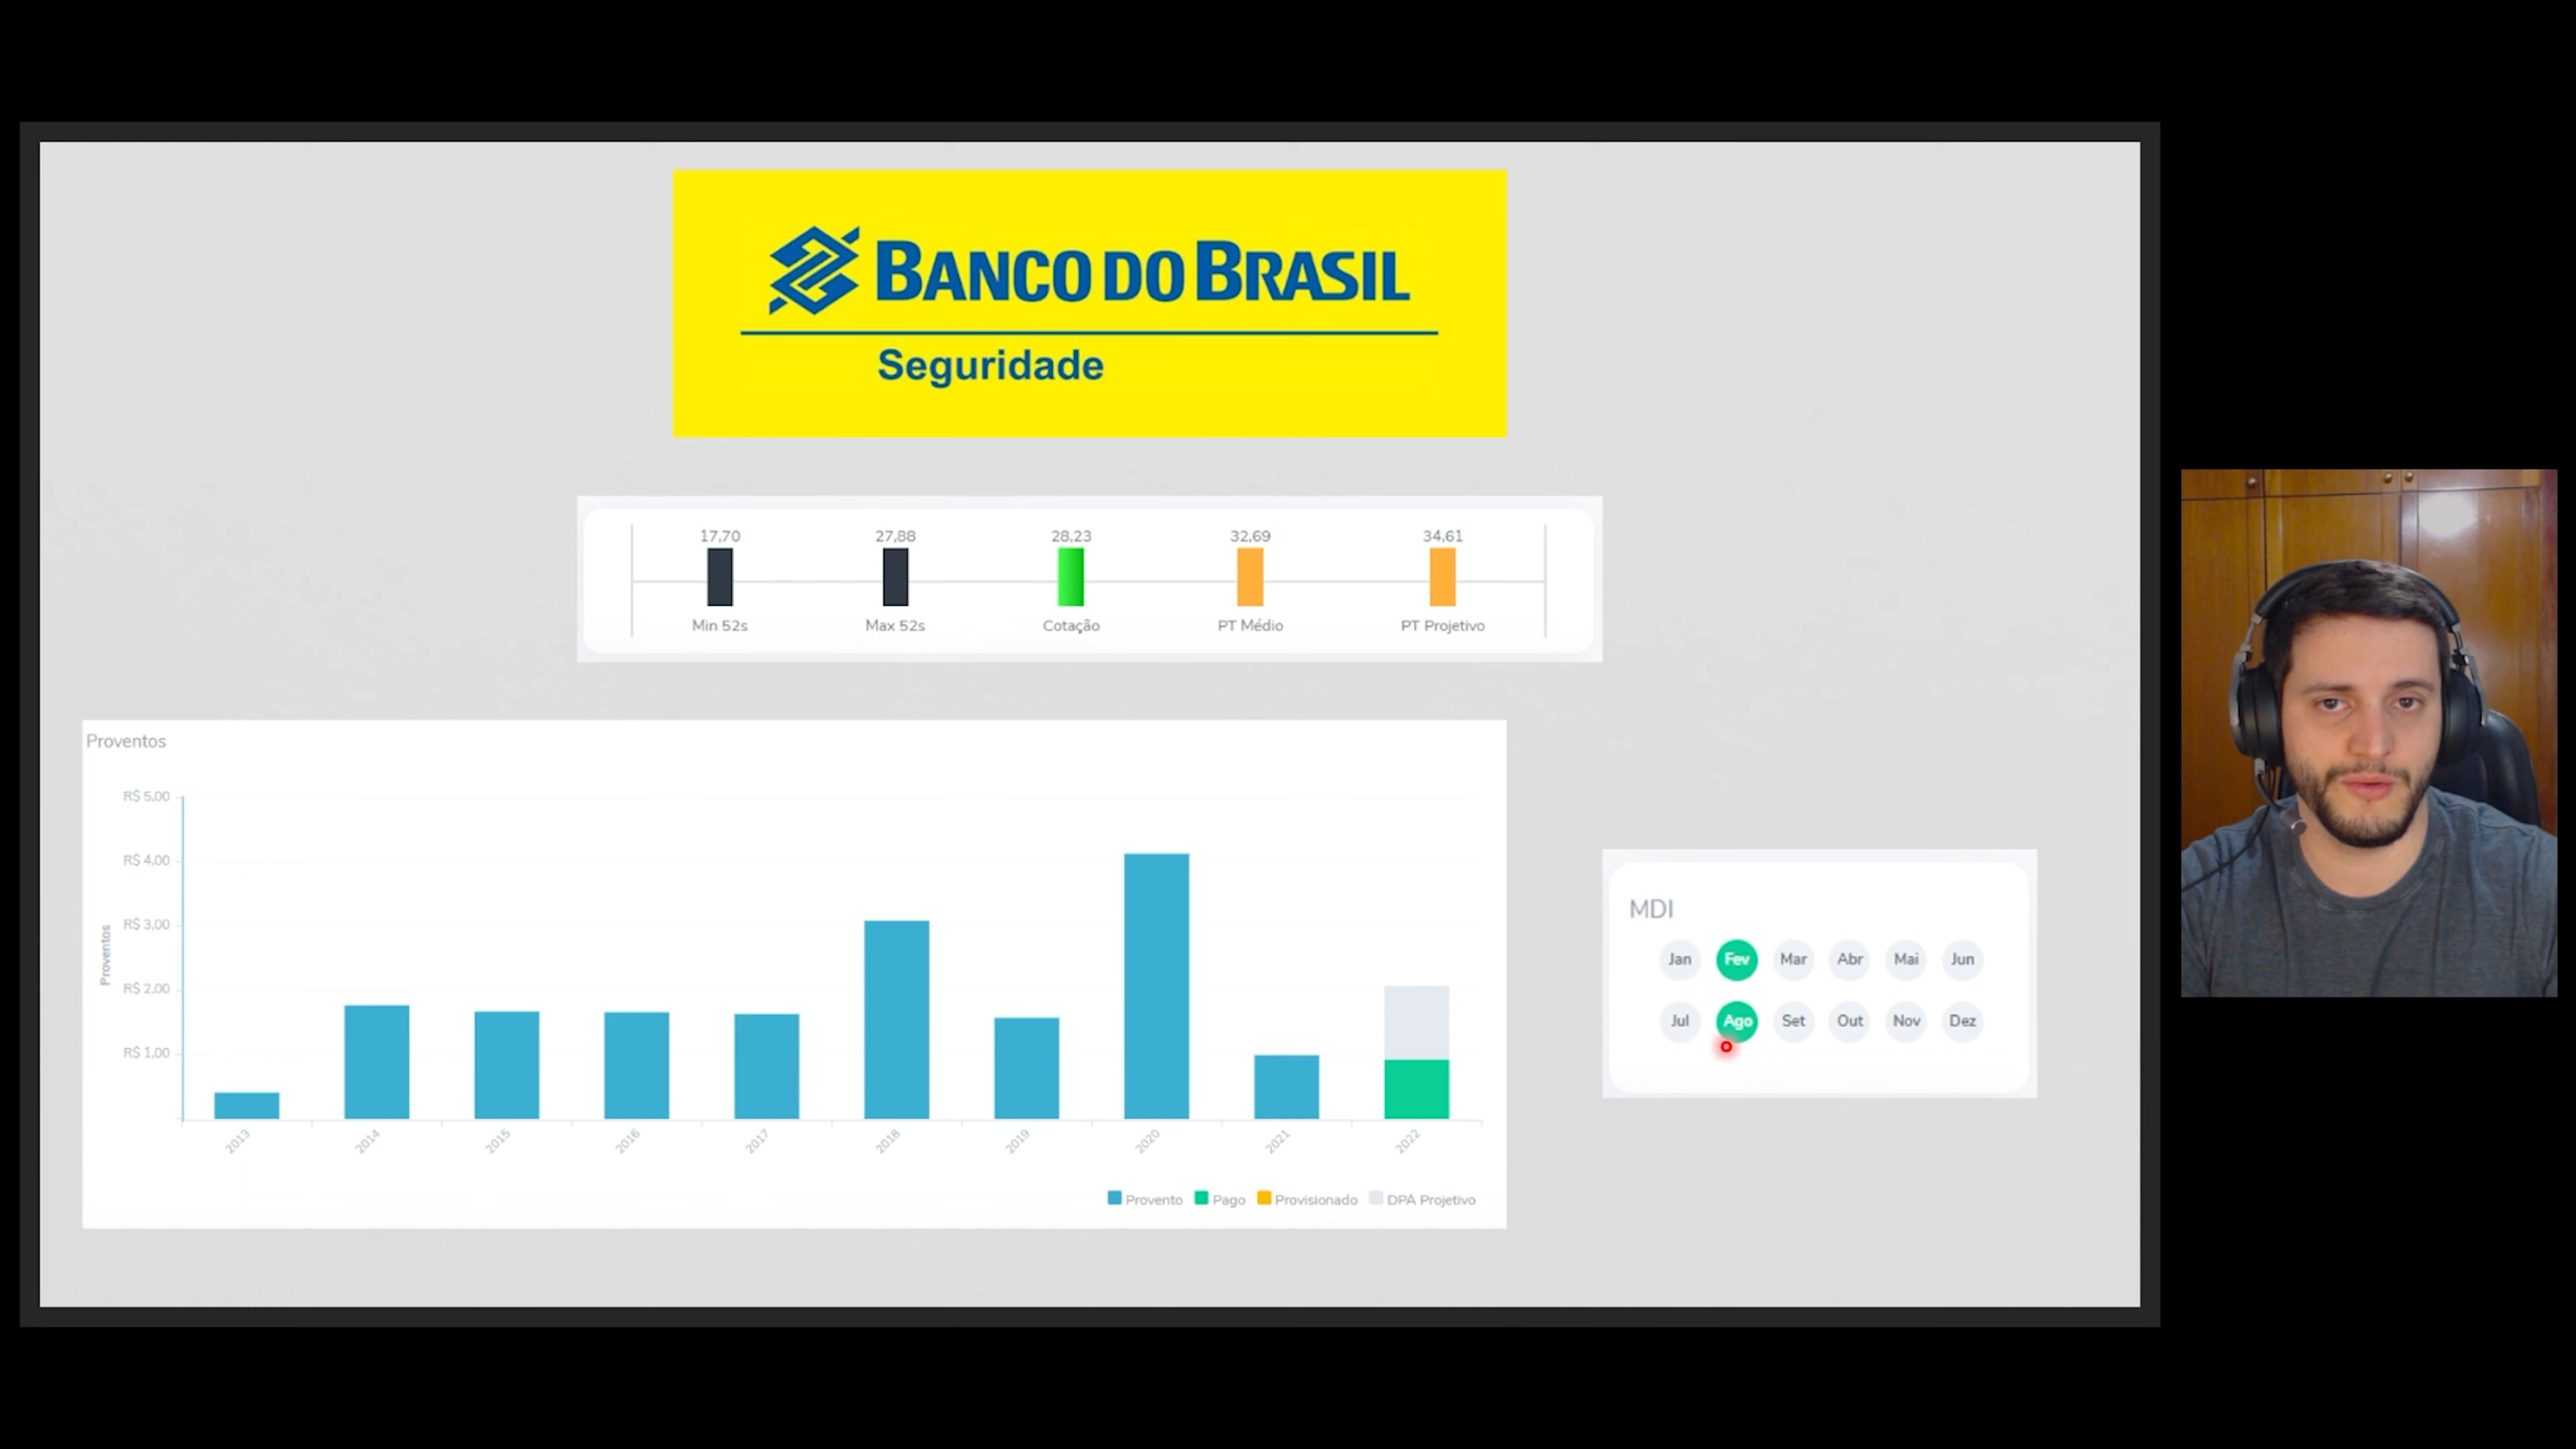 BANCO DO BRASIL
Seguridade
17,70 27,88 28,23 32,69 34,61
Min 52s Max 52s Cotação PT Médio PT Projetivo
Proventos
R$ 5,00
R$ 4,00
R$ 3,00
R$ 2,00
R$ 1,00
Proventos
2013 2014 2015 2016 2017 2018 2019 2020 2021 2022
Provento Pago Provisionado DPA Projetivo
MDI
Jan Fev Mar Abr Mai Jun
Jul Ago Set Out Nov Dez